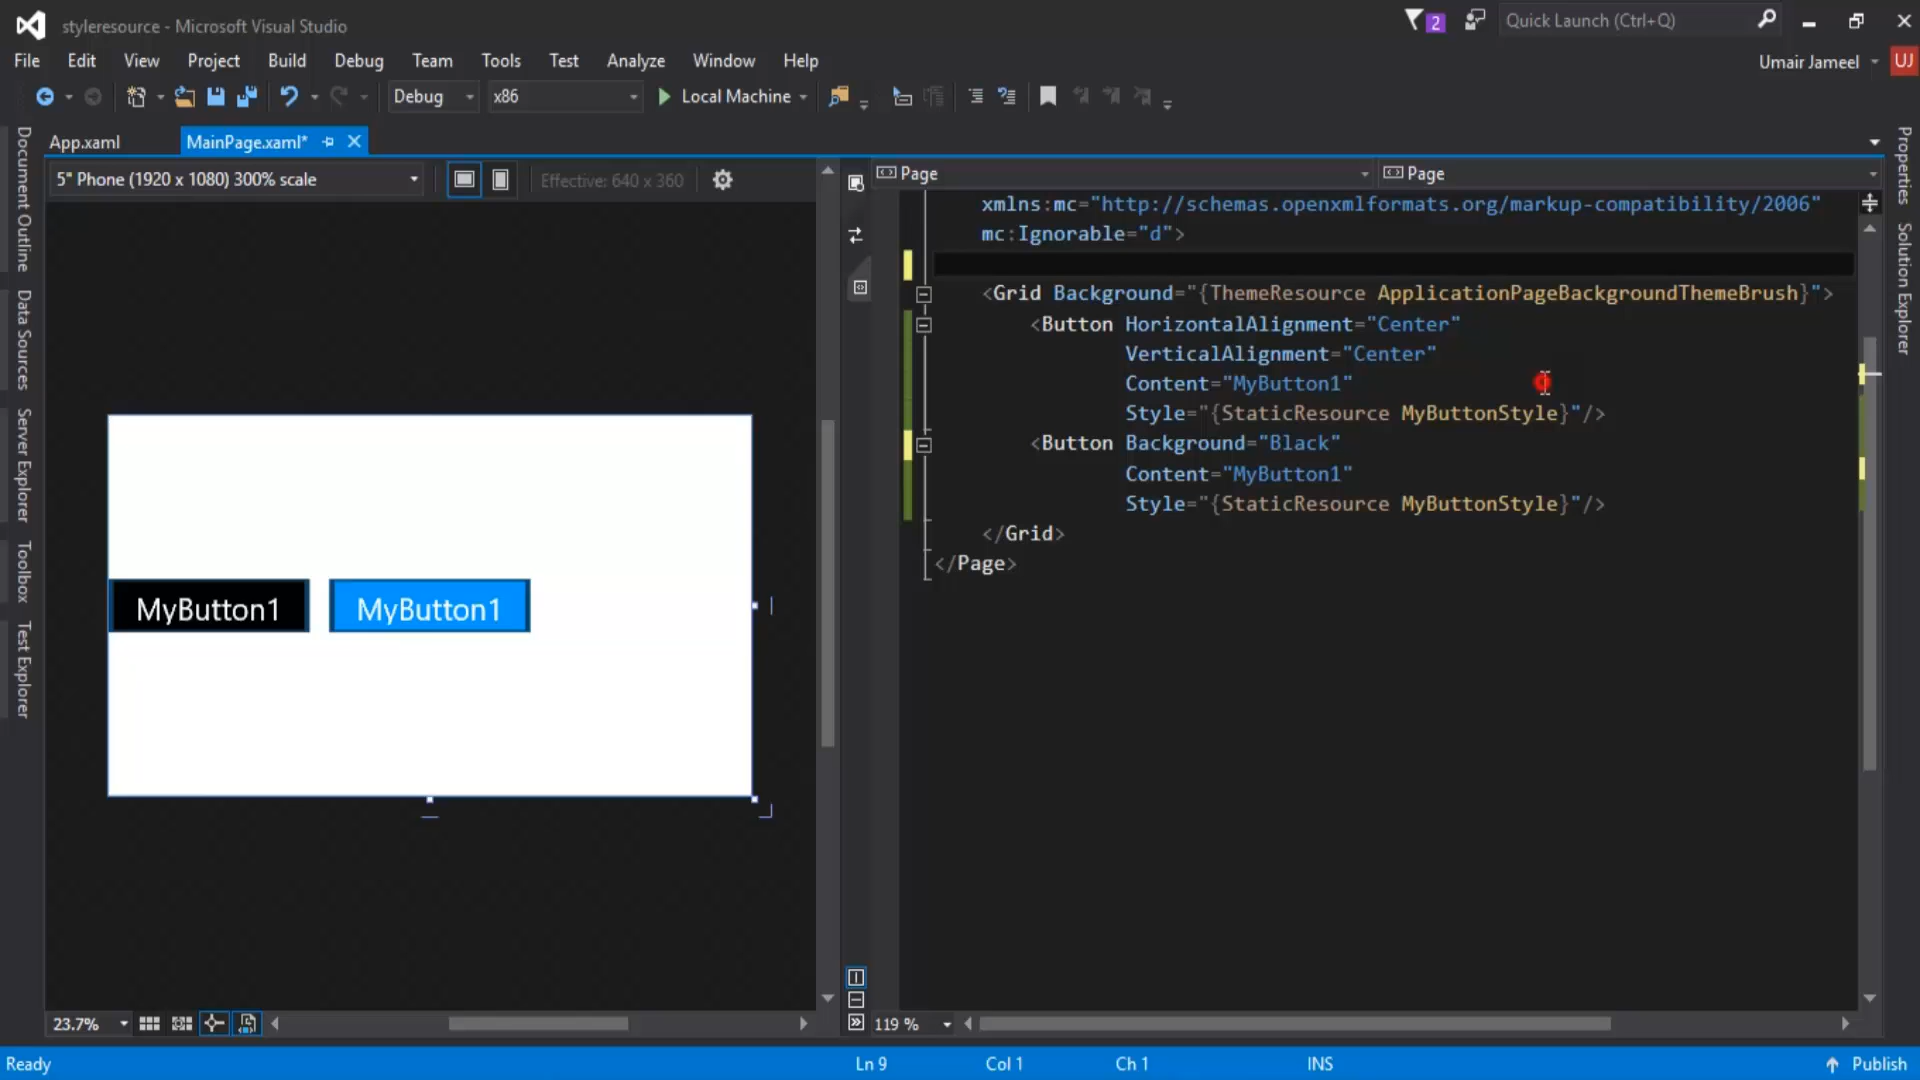 styleresource - Microsoft Visual Studio
2
Quick Launch (Ctrl+Q)
File Edit View Project Build Debug Team Tools Test Analyze Window Help
Umair Jameel
UJ
Debug
x86
Local Machine
App.xaml
MainPage.xaml*
5" Phone (1920 x 1080) 300% scale
Effective: 640 x 360
Page
Page
Document Outline
Data Sources
Server Explorer
Toolbox
Test Explorer
Properties
Solution Explorer
xmlns:mc="http://schemas.openxmlformats.org/markup-compatibility/2006"
mc:Ignorable="d">
<Grid Background="{ThemeResource ApplicationPageBackgroundThemeBrush}">
<Button HorizontalAlignment="Center"
VerticalAlignment="Center"
Content="MyButton1"
Style="{StaticResource MyButtonStyle}"/>
<Button Background="Black"
Content="MyButton1"
Style="{StaticResource MyButtonStyle}"/>
</Grid>
</Page>
MyButton1
MyButton1
23.7%
119 %
Ready
Ln 9
Col 1
Ch 1
INS
Publish